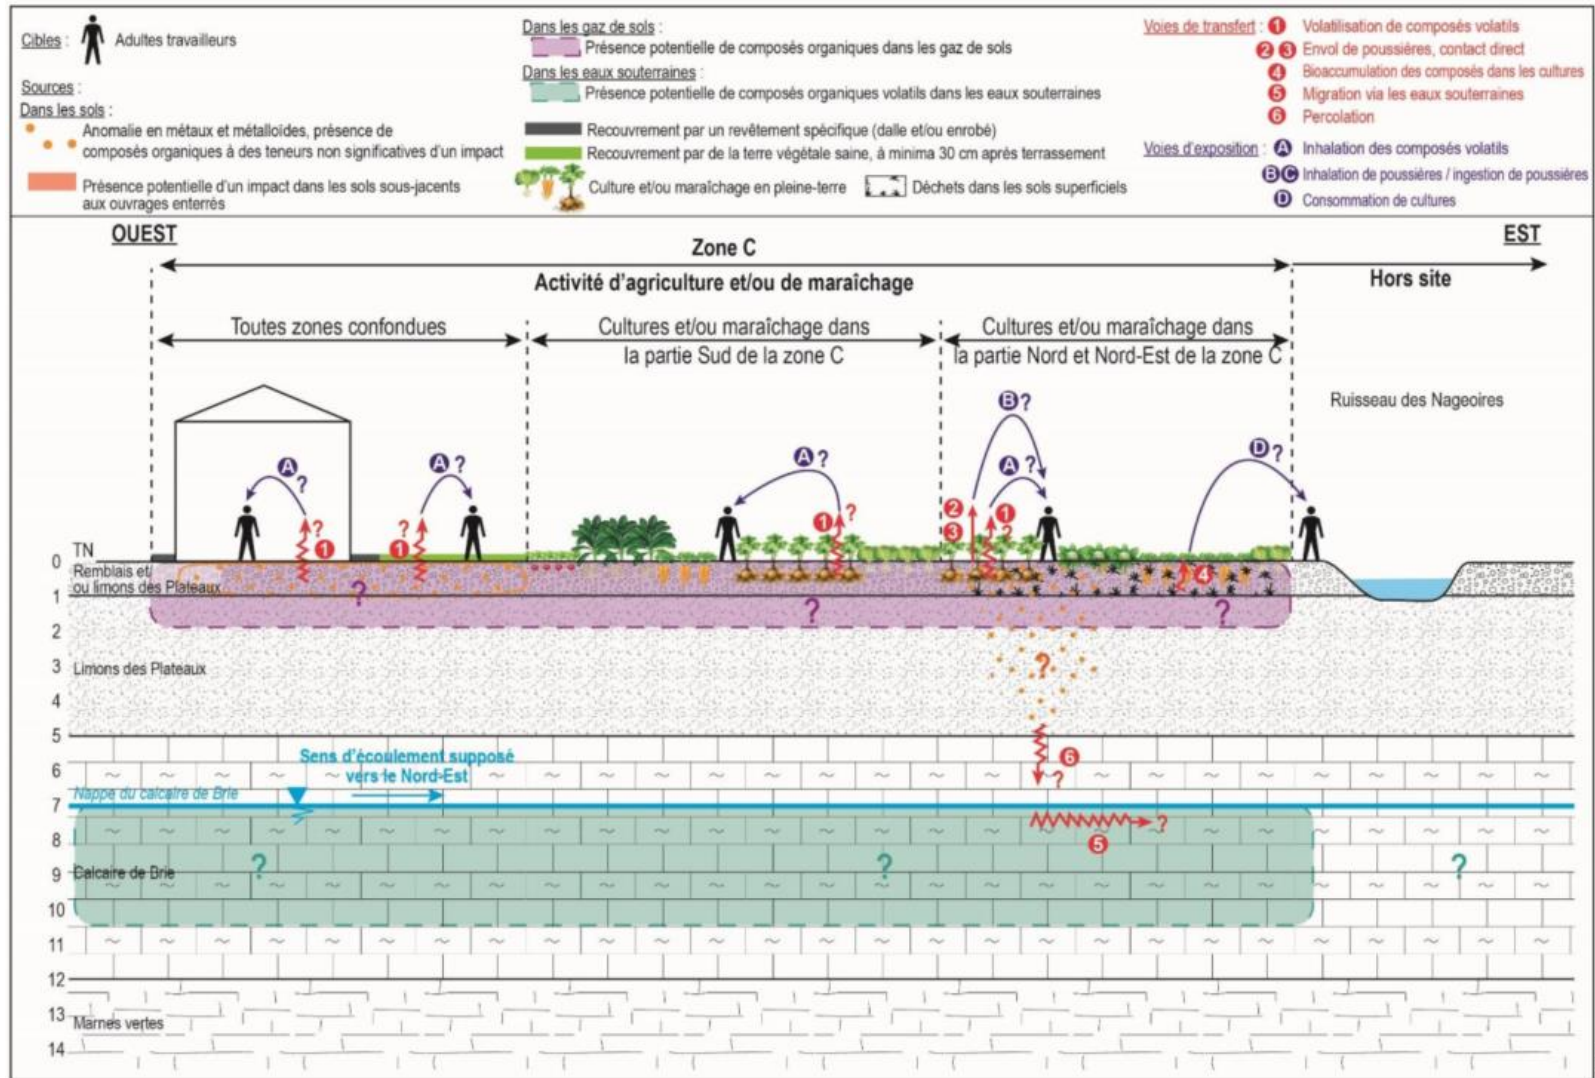 Cibles :
Adultes travailleurs
Sources :
Dans les sols :
Anomalie en métaux et métalloïdes, présence de
composés organiques à des teneurs non significatives d'un impact
Présence potentielle d'un impact dans les sols sous-jacents
aux ouvrages enterrés
Dans les gaz de sols :
Présence potentielle de composés organiques dans les gaz de sols
Dans les eaux souterraines :
Présence potentielle de composés organiques volatils dans les eaux souterraines
Recouvrement par un revêtement spécifique (dalle et/ou enrobé)
Recouvrement par de la terre végétale saine, à minima 30 cm après terrassement
Culture et/ou maraîchage en pleine-terre
Déchets dans les sols superficiels
Voies de transfert : 1 Volatilisation de composés volatils
2 3 Envol de poussières, contact direct
4 Bioaccumulation des composés dans les cultures
5 Migration via les eaux souterraines
6 Percolation
Voies d'exposition : A Inhalation des composés volatils
B C Inhalation de poussières / ingestion de poussières
D Consommation de cultures
OUEST
Zone C
EST
Activité d'agriculture et/ou de maraîchage
Hors site
Toutes zones confondues
Cultures et/ou maraîchage dans
la partie Sud de la zone C
Cultures et/ou maraîchage dans
la partie Nord et Nord-Est de la zone C
Ruisseau des Nageoires
B ?
A ?
A ?
A ?
A ?
D ?
? 1
? 1
1 ?
2
3
1 ?
4
TN
0
Remblais et/
ou limons des Plateaux
?
1
?
?
2
3
Limons des Plateaux
?
4
5
Sens d'écoulement supposé
vers le Nord-Est
6
6
?
Nappe du calcaire de Brie
7
?
8
5
9
Calcaire de Brie
?
?
?
10
11
12
13
Marnes vertes
14